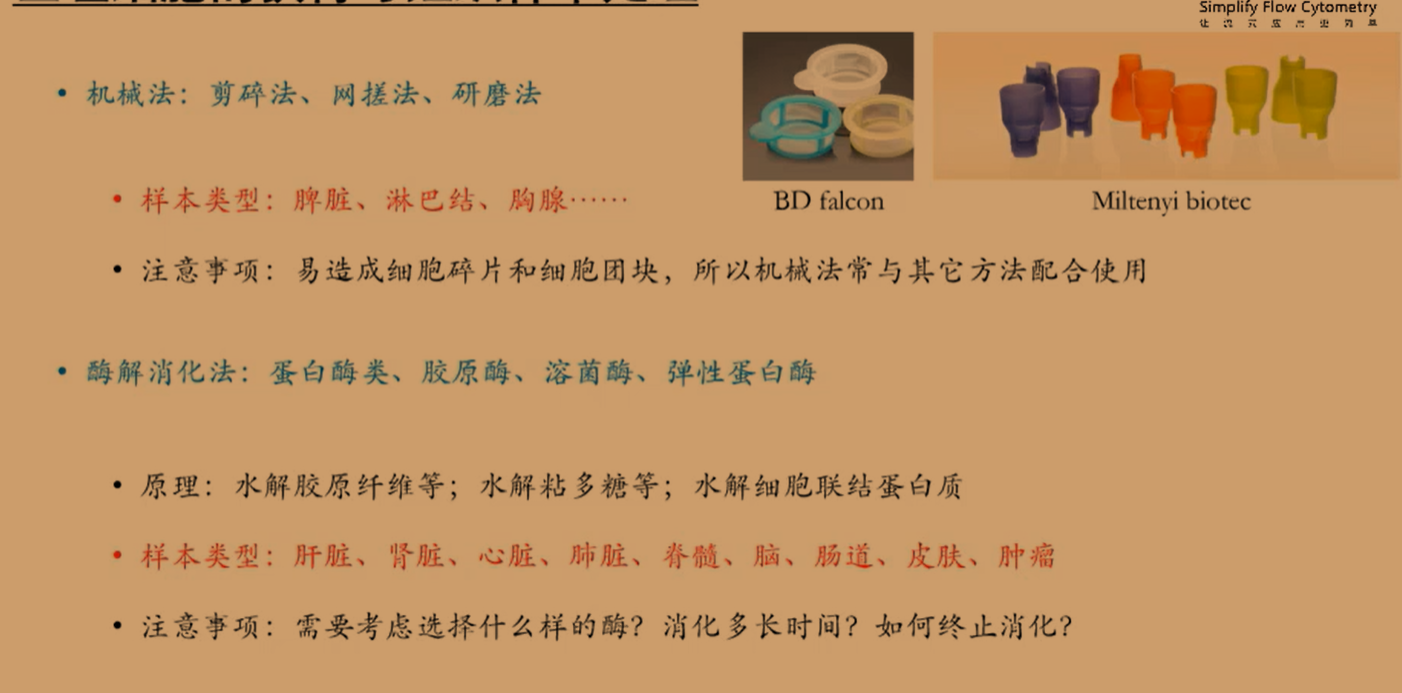 Simplify Flow Cytometry
• 机械法：剪碎法、网搓法、研磨法
• 样本类型：脾脏、淋巴结、胸腺……
BD falcon
Miltenyi biotec
• 注意事项：易造成细胞碎片和细胞团块，所以机械法常与其它方法配合使用
• 酶解消化法：蛋白酶类、胶原酶、溶菌酶、弹性蛋白酶
• 原理：水解胶原纤维等；水解粘多糖等；水解细胞联结蛋白质
• 样本类型：肝脏、肾脏、心脏、肺脏、脊髓、脑、肠道、皮肤、肿瘤
• 注意事项：需要考虑选择什么样的酶？消化多长时间？如何终止消化？